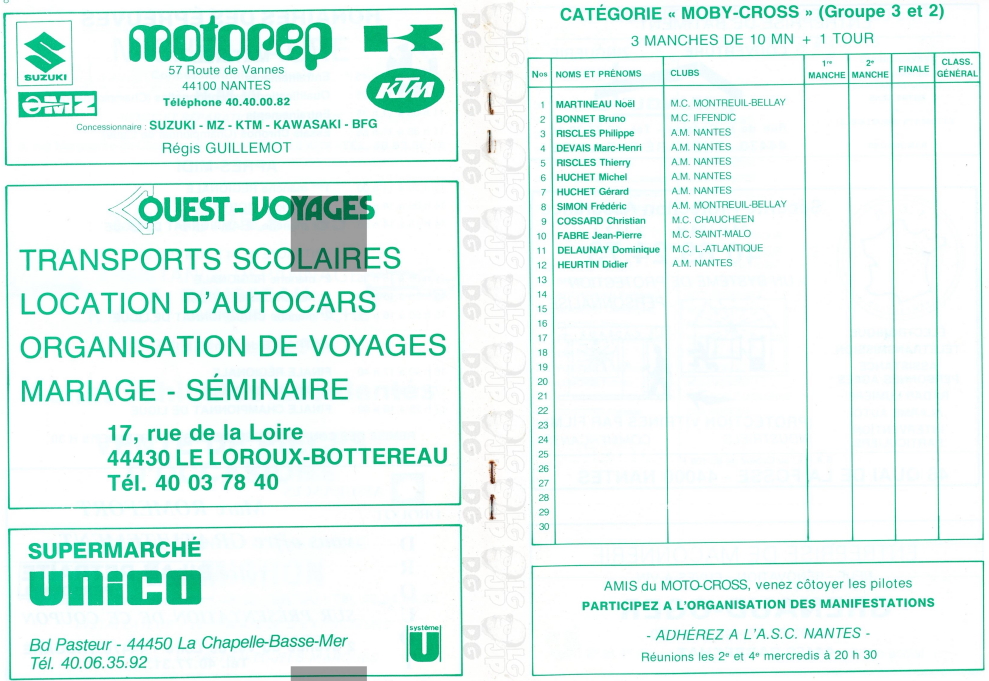 SUZUKI
motorep
57 Route de Vannes
44100 NANTES
Téléphone 40.40.00.82
MZ
KTM
Concessionnaire : SUZUKI - MZ - KTM - KAWASAKI - BFG
Régis GUILLEMOT
OUEST - VOYAGES
TRANSPORTS SCOLAIRES
LOCATION D'AUTOCARS
ORGANISATION DE VOYAGES
MARIAGE - SÉMINAIRE
17, rue de la Loire
44430 LE LOROUX-BOTTEREAU
Tél. 40 03 78 40
SUPERMARCHÉ
unico
Bd Pasteur - 44450 La Chapelle-Basse-Mer
Tél. 40.06.35.92
système
U
CATÉGORIE « MOBY-CROSS » (Groupe 3 et 2)
3 MANCHES DE 10 MN + 1 TOUR
Nos NOMS ET PRÉNOMS CLUBS 1re MANCHE 2e MANCHE FINALE CLASS. GÉNÉRAL
1 MARTINEAU Noël M.C. MONTREUIL-BELLAY
2 BONNET Bruno M.C. IFFENDIC
3 RISCLES Philippe A.M. NANTES
4 DEVAIS Marc-Henri A.M. NANTES
5 RISCLES Thierry A.M. NANTES
6 HUCHET Michel A.M. NANTES
7 HUCHET Gérard A.M. NANTES
8 SIMON Frédéric A.M. MONTREUIL-BELLAY
9 COSSARD Christian M.C. CHAUCHEEN
10 FABRE Jean-Pierre M.C. SAINT-MALO
11 DELAUNAY Dominique M.C. L.-ATLANTIQUE
12 HEURTIN Didier A.M. NANTES
13
14
15
16
17
18
19
20
21
22
23
24
25
26
27
28
29
30
AMIS du MOTO-CROSS, venez côtoyer les pilotes
PARTICIPEZ A L'ORGANISATION DES MANIFESTATIONS
- ADHÉREZ A L'A.S.C. NANTES -
Réunions les 2e et 4e mercredis à 20 h 30